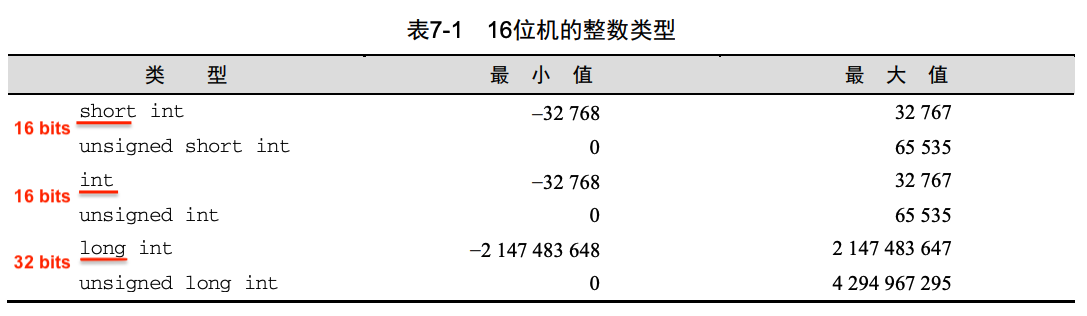 表7-1 16位机的整数类型
类 型 最 小 值 最 大 值
short int –32 768 32 767
16 bits
unsigned short int 0 65 535
int –32 768 32 767
16 bits
unsigned int 0 65 535
long int –2 147 483 648 2 147 483 647
32 bits
unsigned long int 0 4 294 967 295